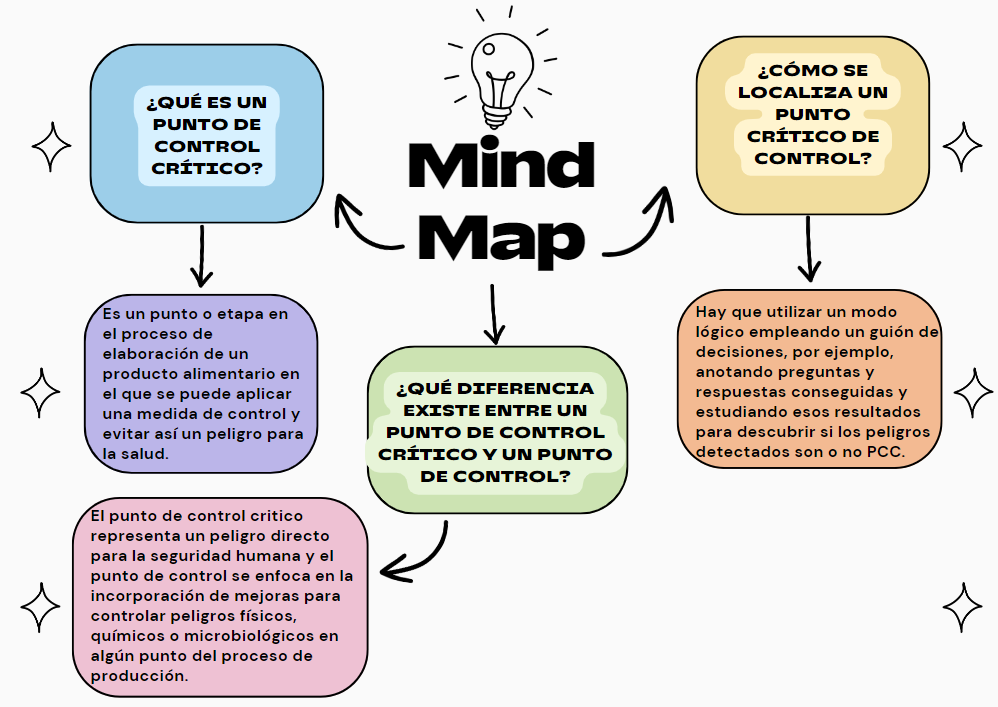 Mind
Map
¿QUÉ ES UN
PUNTO DE
CONTROL
CRÍTICO?
Es un punto o etapa en
el proceso de
elaboración de un
producto alimentario en
el que se puede aplicar
una medida de control y
evitar así un peligro para
la salud.
¿QUÉ DIFERENCIA
EXISTE ENTRE UN
PUNTO DE CONTROL
CRÍTICO Y UN PUNTO
DE CONTROL?
El punto de control critico
representa un peligro directo
para la seguridad humana y el
punto de control se enfoca en la
incorporación de mejoras para
controlar peligros físicos,
químicos o microbiológicos en
algún punto del proceso de
producción.
¿CÓMO SE
LOCALIZA UN
PUNTO
CRÍTICO DE
CONTROL?
Hay que utilizar un modo
lógico empleando un guión de
decisiones, por ejemplo,
anotando preguntas y
respuestas conseguidas y
estudiando esos resultados
para descubrir si los peligros
detectados son o no PCC.